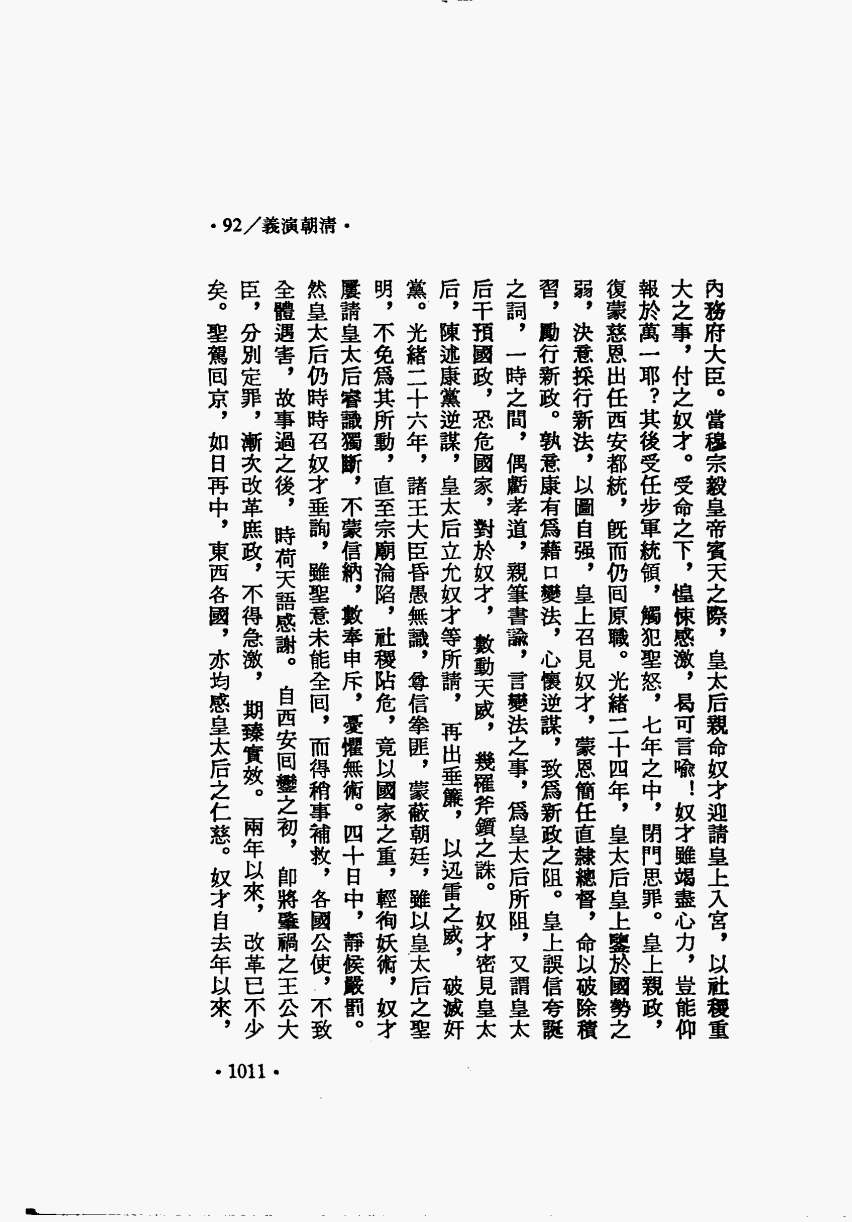 •92／義演朝淸•
內務府大臣。當穆宗毅皇帝賓天之際，皇太后親命奴才迎請皇上入宮，以社稷重
大之事，付之奴才。受命之下，惶悚感激，曷可言喩！奴才雖竭盡心力，豈能仰
報於萬一耶？其後受任步軍統領，觸犯聖怒，七年之中，閉門思罪。皇上親政，
復蒙慈恩出任西安都統，旣而仍回原職。光緒二十四年，皇太后皇上鑒於國勢之
弱，決意採行新法，以圖自强，皇上召見奴才，蒙恩簡任直隸總督，命以破除積
習，勵行新政。孰意康有爲藉口變法，心懷逆謀，致爲新政之阻。皇上誤信夸誕
之詞，一時之間，偶虧孝道，親筆書諭，言變法之事，爲皇太后所阻，又謂皇太
后干預國政，恐危國家，對於奴才，數動天威，幾罹斧鑕之誅。奴才密見皇太
后，陳述康黨逆謀，皇太后立允奴才等所請，再出垂簾，以迅雷之威，破滅奸
黨。光緒二十六年，諸王大臣昏愚無識，尊信拳匪，蒙蔽朝廷，雖以皇太后之聖
明，不免爲其所動，直至宗廟淪陷，社稷阽危，竟以國家之重，輕徇妖術，奴才
屢請皇太后睿識獨斷，不蒙信納，數奉申斥，憂懼無術。四十日中，靜候嚴罰。
然皇太后仍時時召奴才垂詢，雖聖意未能全回，而得稍事補救，各國公使，不致
全體遇害，故事過之後，時荷天語感謝。自西安回鑾之初，卽將肇禍之王公大
臣，分別定罪，漸次改革庶政，不得急激，期臻實效。兩年以來，改革已不少
矣。聖駕回京，如日再中，東西各國，亦均感皇太后之仁慈。奴才自去年以來，
•1011•